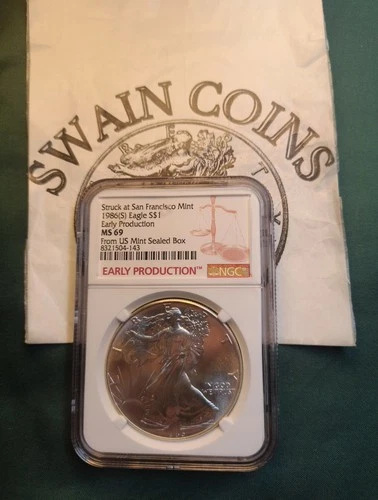 SWAIN COINS
Struck at San Francisco Mint
1986(S) Eagle S$1
Early Production
MS 69
From US Mint Sealed Box
8321504-143
EARLY PRODUCTION™
NGC